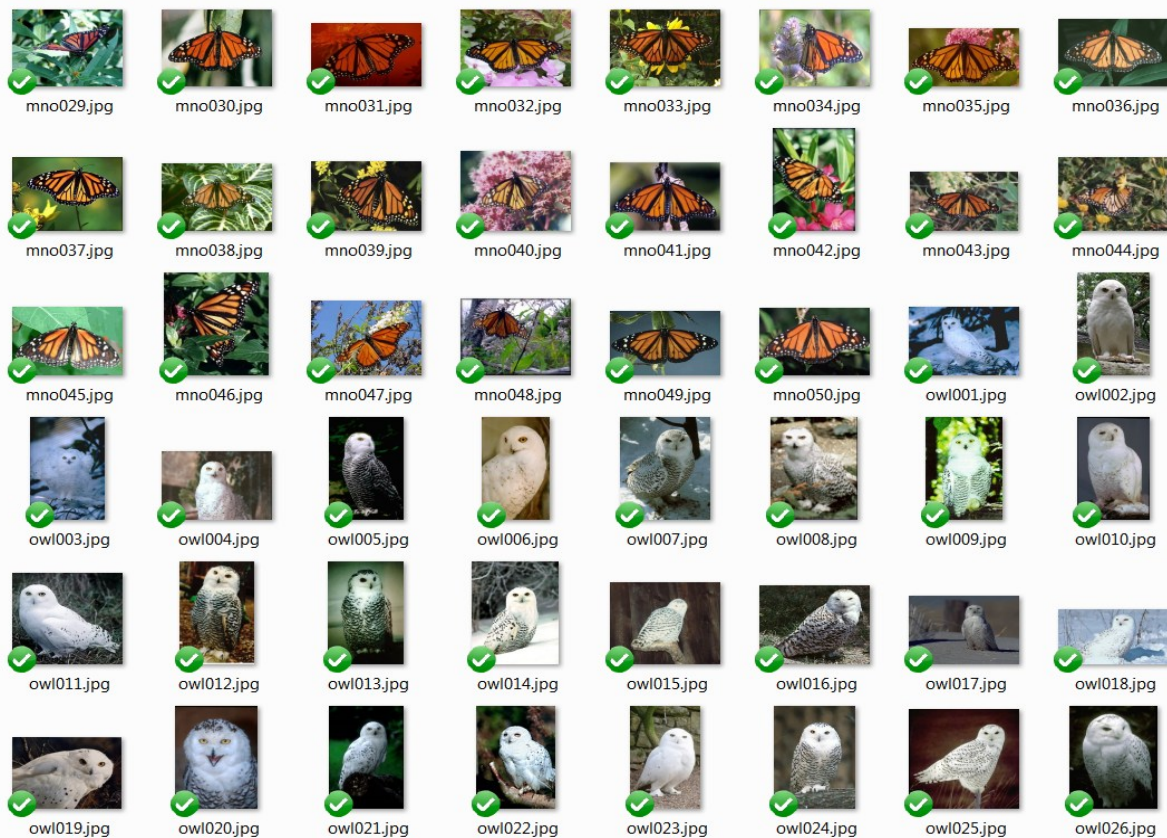 mno029.jpg mno030.jpg mno031.jpg mno032.jpg mno033.jpg mno034.jpg mno035.jpg mno036.jpg
mno037.jpg mno038.jpg mno039.jpg mno040.jpg mno041.jpg mno042.jpg mno043.jpg mno044.jpg
mno045.jpg mno046.jpg mno047.jpg mno048.jpg mno049.jpg mno050.jpg owl001.jpg owl002.jpg
owl003.jpg owl004.jpg owl005.jpg owl006.jpg owl007.jpg owl008.jpg owl009.jpg owl010.jpg
owl011.jpg owl012.jpg owl013.jpg owl014.jpg owl015.jpg owl016.jpg owl017.jpg owl018.jpg
owl019.jpg owl020.jpg owl021.jpg owl022.jpg owl023.jpg owl024.jpg owl025.jpg owl026.jpg